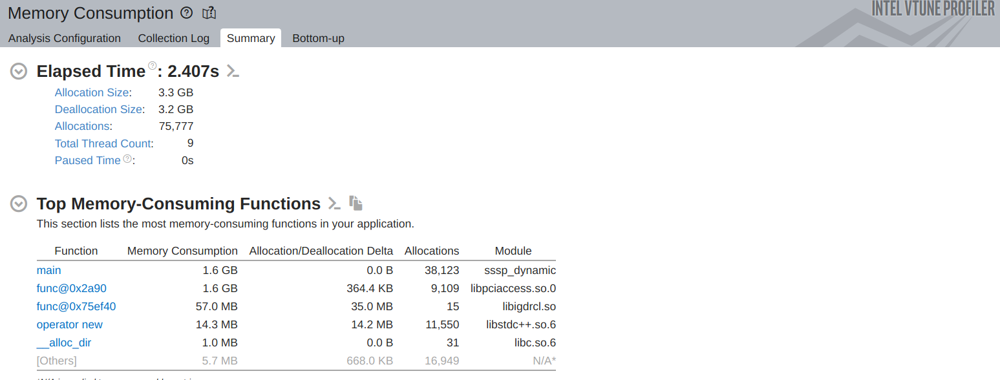 Memory Consumption
INTEL VTUNE PROFILER
Analysis Configuration Collection Log Summary Bottom-up
Elapsed Time ? : 2.407s
Allocation Size: 3.3 GB
Deallocation Size: 3.2 GB
Allocations: 75,777
Total Thread Count: 9
Paused Time ? : 0s
Top Memory-Consuming Functions
This section lists the most memory-consuming functions in your application.
Function Memory Consumption Allocation/Deallocation Delta Allocations Module
main 1.6 GB 0.0 B 38,123 sssp_dynamic
func@0x2a90 1.6 GB 364.4 KB 9,109 libpciaccess.so.0
func@0x75ef40 57.0 MB 35.0 MB 15 libigdrcl.so
operator new 14.3 MB 14.2 MB 11,550 libstdc++.so.6
__alloc_dir 1.0 MB 0.0 B 31 libc.so.6
[Others] 5.7 MB 668.0 KB 16,949 N/A*